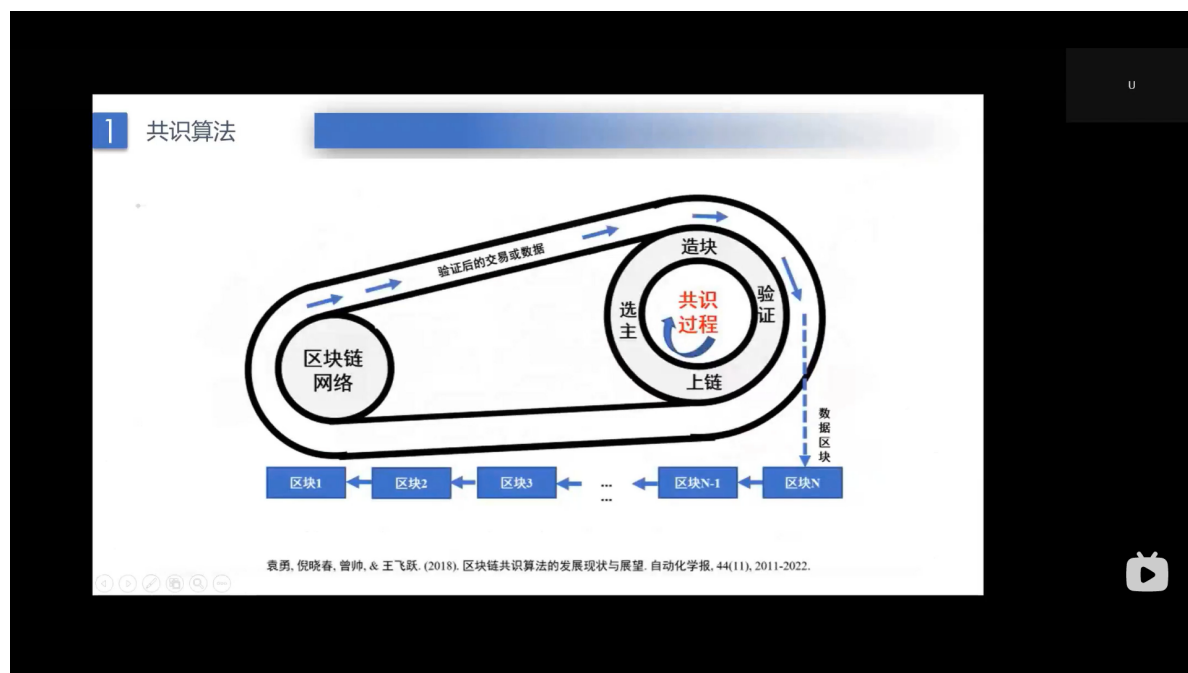 U
1 共识算法
验证后的交易或数据
造块
选主
共识
过程
验证
上链
区块链
网络
数据区块
区块1
区块2
区块3
...
...
区块N-1
区块N
袁勇, 倪晓春, 曾帅, & 王飞跃. (2018). 区块链共识算法的发展现状与展望. 自动化学报, 44(11), 2011-2022.